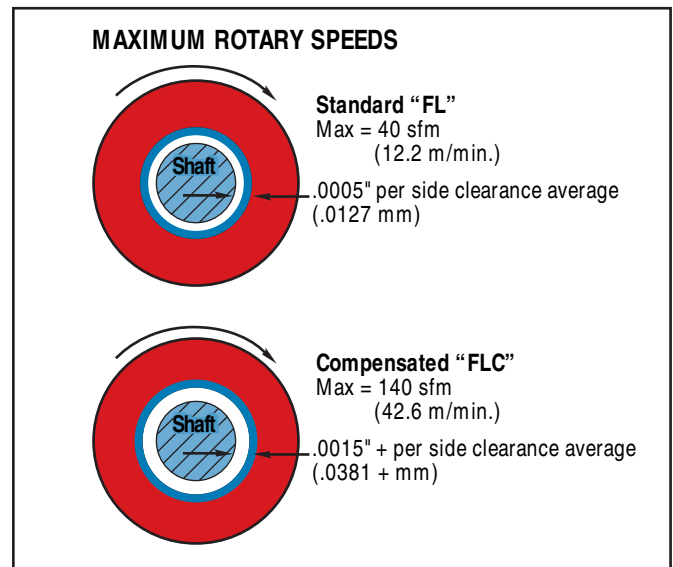 MAXIMUM ROTARY SPEEDS
Standard “FL”
Max = 40 sfm
(12.2 m/min.)
Shaft
.0005" per side clearance average
(.0127 mm)
Compensated “FLC”
Max = 140 sfm
(42.6 m/min.)
Shaft
.0015" + per side clearance average
(.0381 + mm)